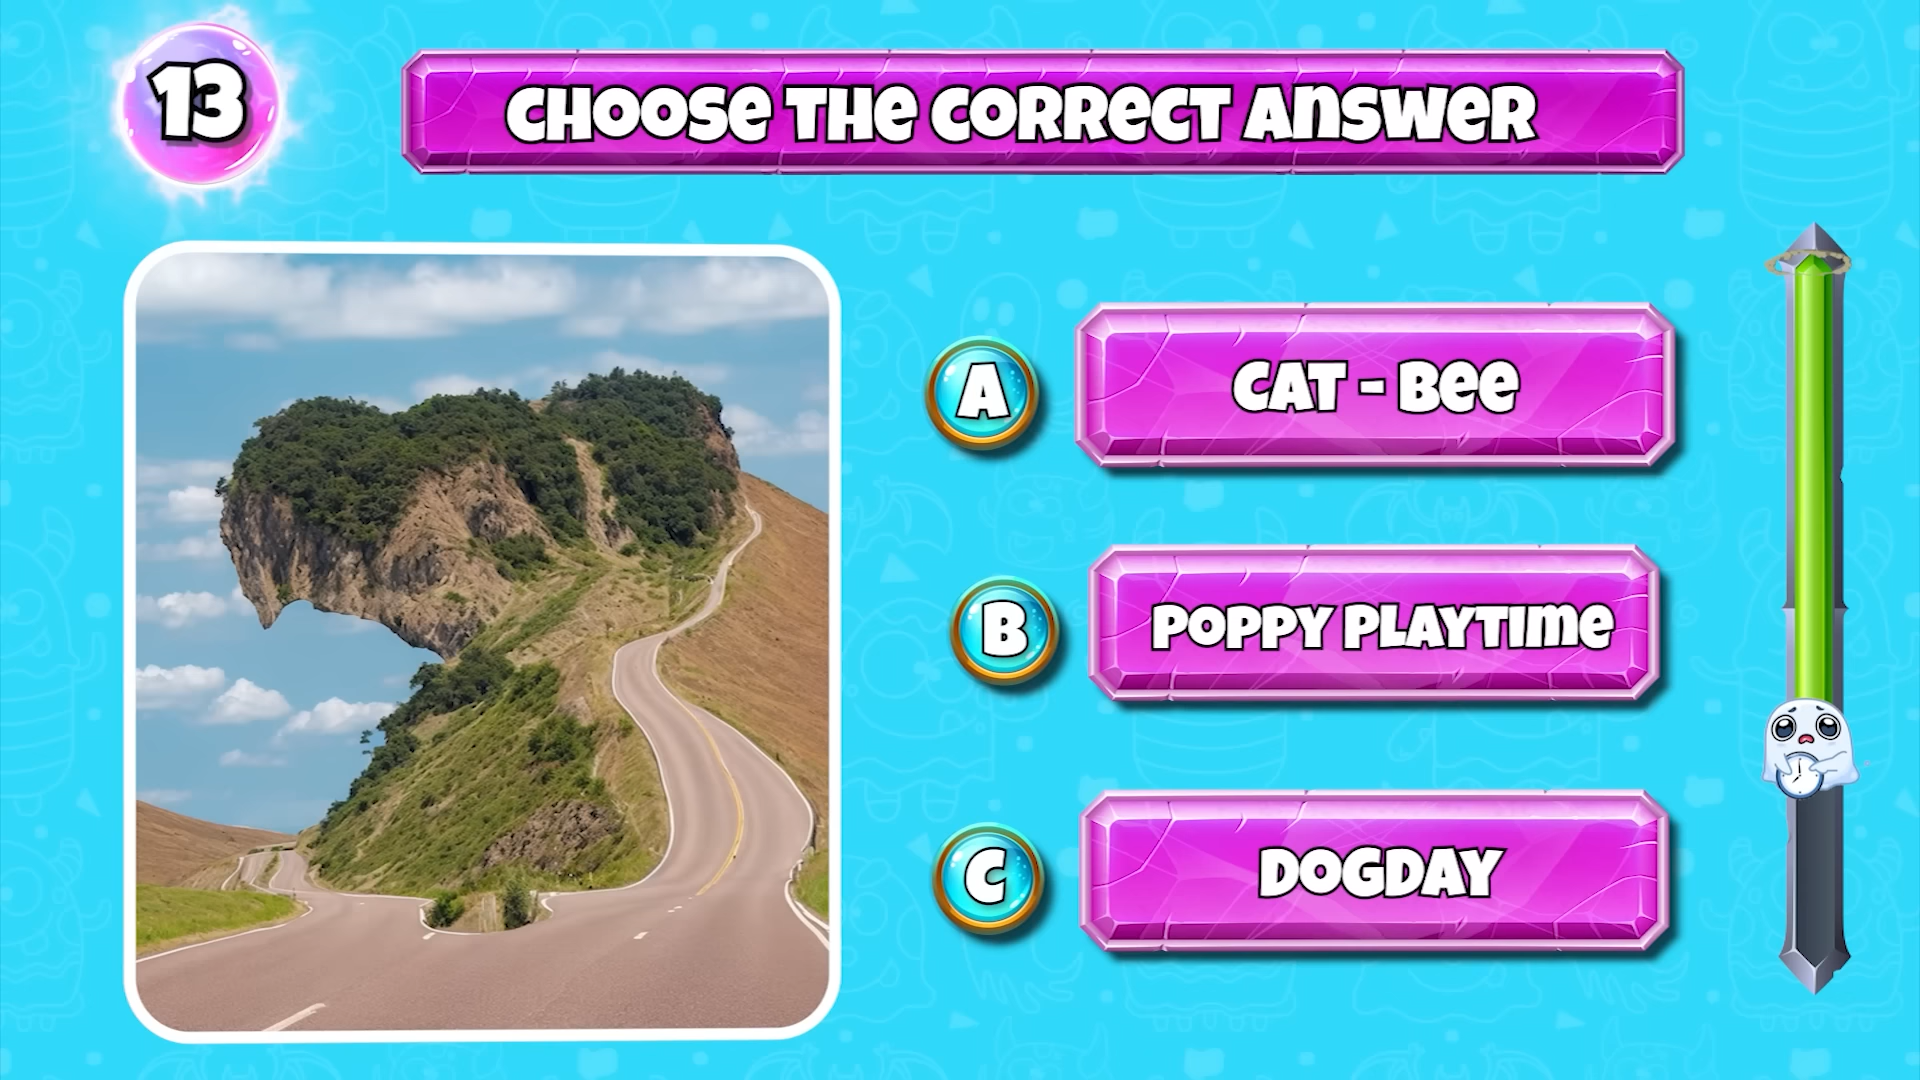 13
CHOOSE THE CORRECT ANSWER
A
CAT - BEE
B
POPPY PLAYTIME
C
DOGDAY